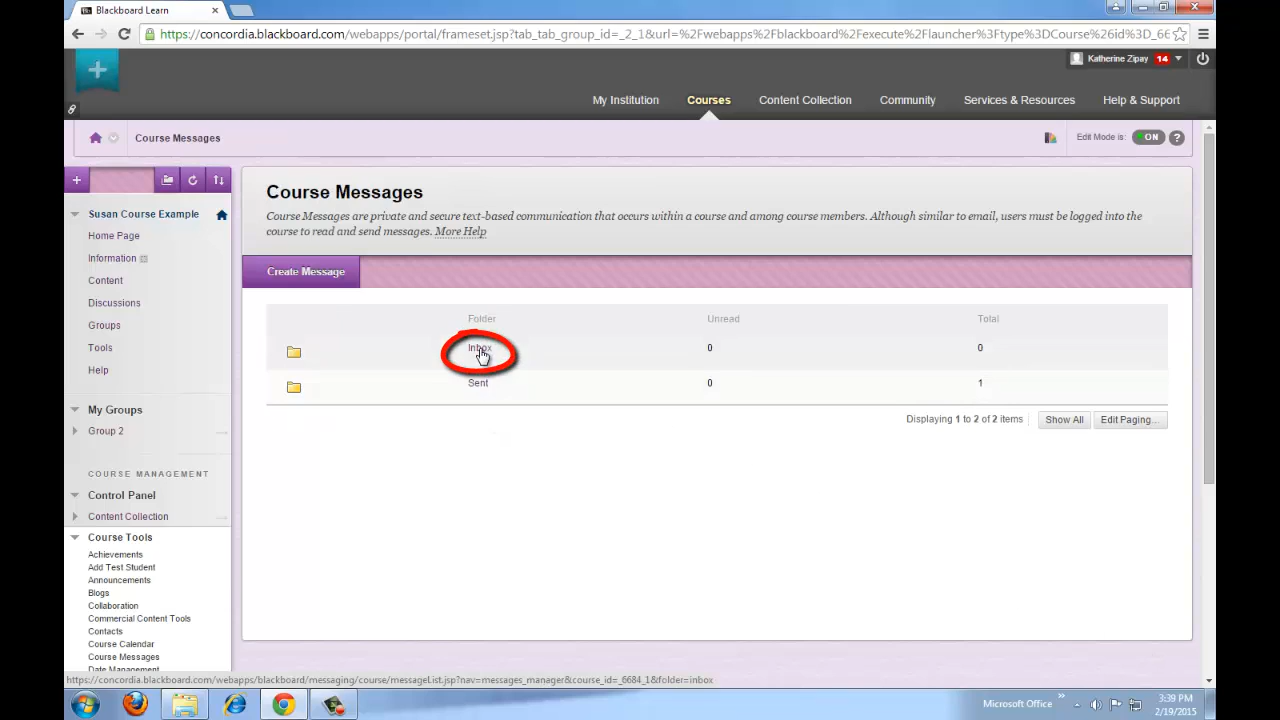 Blackboard Learn
https://concordia.blackboard.com/webapps/portal/frameset.jsp?tab_tab_group_id=_2_1&url=%2Fwebapps%2Fblackboard%2Fexecute%2Flauncher%3Ftype%3DCourse%26id%3D_66
Katherine Zipay 14
My Institution Courses Content Collection Community Services & Resources Help & Support
Course Messages
Edit Mode is: ON ?
Susan Course Example
Home Page
Information
Content
Discussions
Groups
Tools
Help
My Groups
Group 2
COURSE MANAGEMENT
Control Panel
Content Collection
Course Tools
Achievements
Add Test Student
Announcements
Blogs
Collaboration
Commercial Content Tools
Contacts
Course Calendar
Course Messages
Date Management
Course Messages
Course Messages are private and secure text-based communication that occurs within a course and among course members. Although similar to email, users must be logged into the
course to read and send messages. More Help
Create Message
Folder Unread Total
Inbox 0 0
Sent 0 1
Displaying 1 to 2 of 2 items Show All Edit Paging...
https://concordia.blackboard.com/webapps/blackboard/messaging/course/messageList.jsp?nav=messages_manager&course_id=_6684_1&folder=inbox
Microsoft Office
3:39 PM
2/19/2015